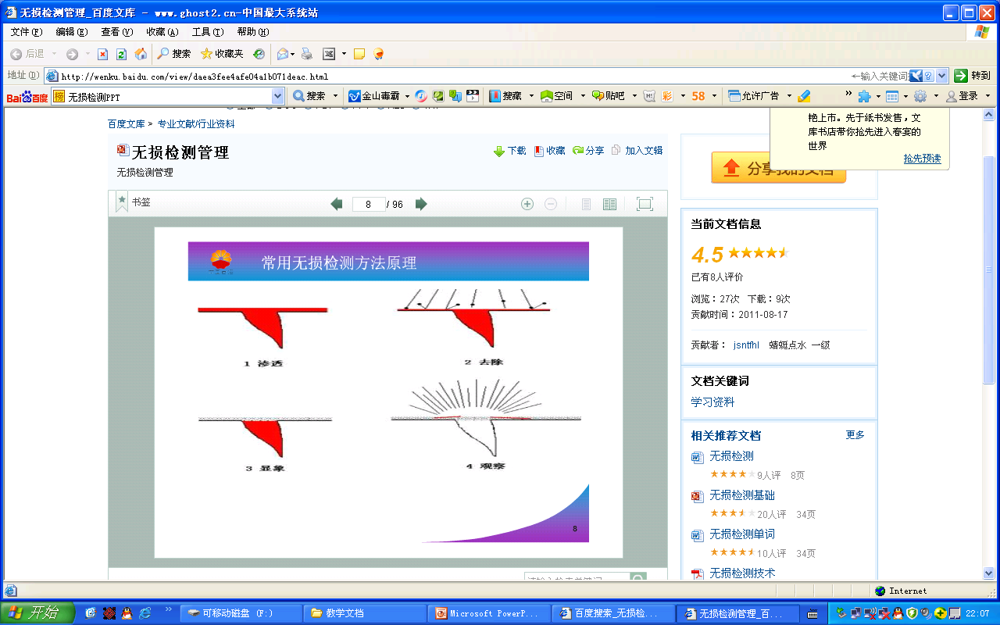 无损检测管理_百度文库 - www.ghost2.cn-中国最大系统站
文件(F) 编辑(E) 查看(V) 收藏(A) 工具(T) 帮助(H)
后退 搜索 收藏夹
地址(D) http://wenku.baidu.com/view/daea3fee4afe04a1b071deac.html ←输入关键词 转到
Bai百度 榜 无损检测PPT 搜索 金山毒霸 搜藏 空间 贴吧 Hi 彩 58 允许广告 » 登录
百度文库 > 专业文献/行业资料
艳上市。先于纸书发售，文
库书店带你抢先进入春宴的
世界
抢先预读
无损检测管理
下载 收藏 分享 加入文辑
无损检测管理
分享我的文档
书签 8 / 96
当前文档信息
4.5
已有8人评价
浏览：27次 下载：9次
贡献时间：2011-08-17
贡献者： jsntfhl 蜻蜓点水 一级
文档关键词
学习资料
相关推荐文档 更多
无损检测
9人评 8页
无损检测基础
20人评 34页
无损检测单词
10人评 34页
无损检测技术
常用无损检测方法原理
1 渗透
2 去除
3 显象
4 观察
8
Internet
开始 » 可移动磁盘 (F:) 教学文档 Microsoft PowerP... 百度搜索_无损检... 无损检测管理_百... 22:07